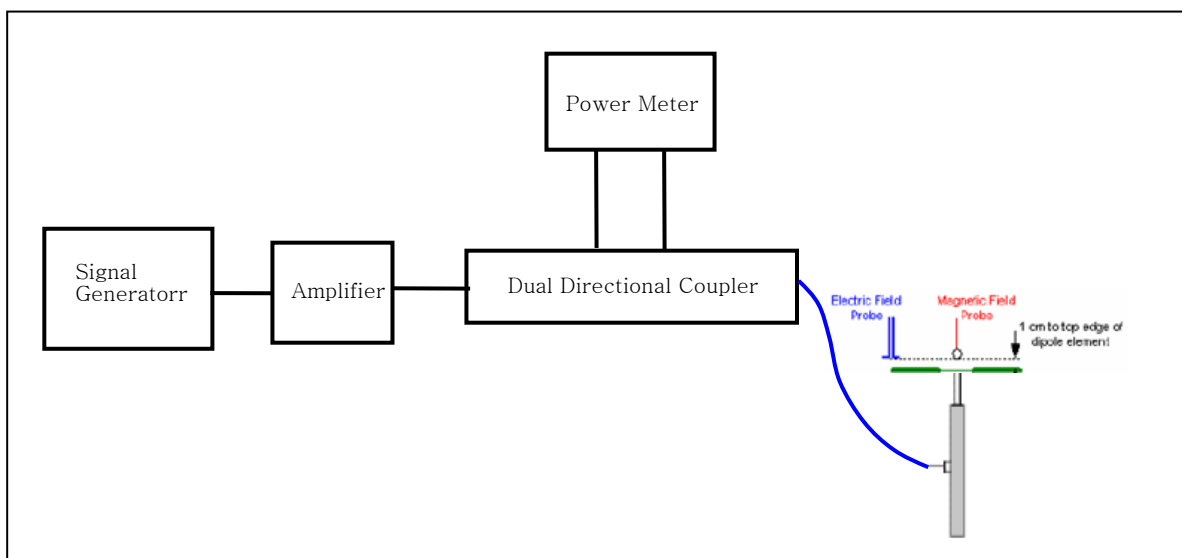 Power Meter
Signal
Generatorr
Amplifier
Dual Directional Coupler
Electric Field
Probe
Magnetic Field
Probe
1 cm to top edge of
dipole element